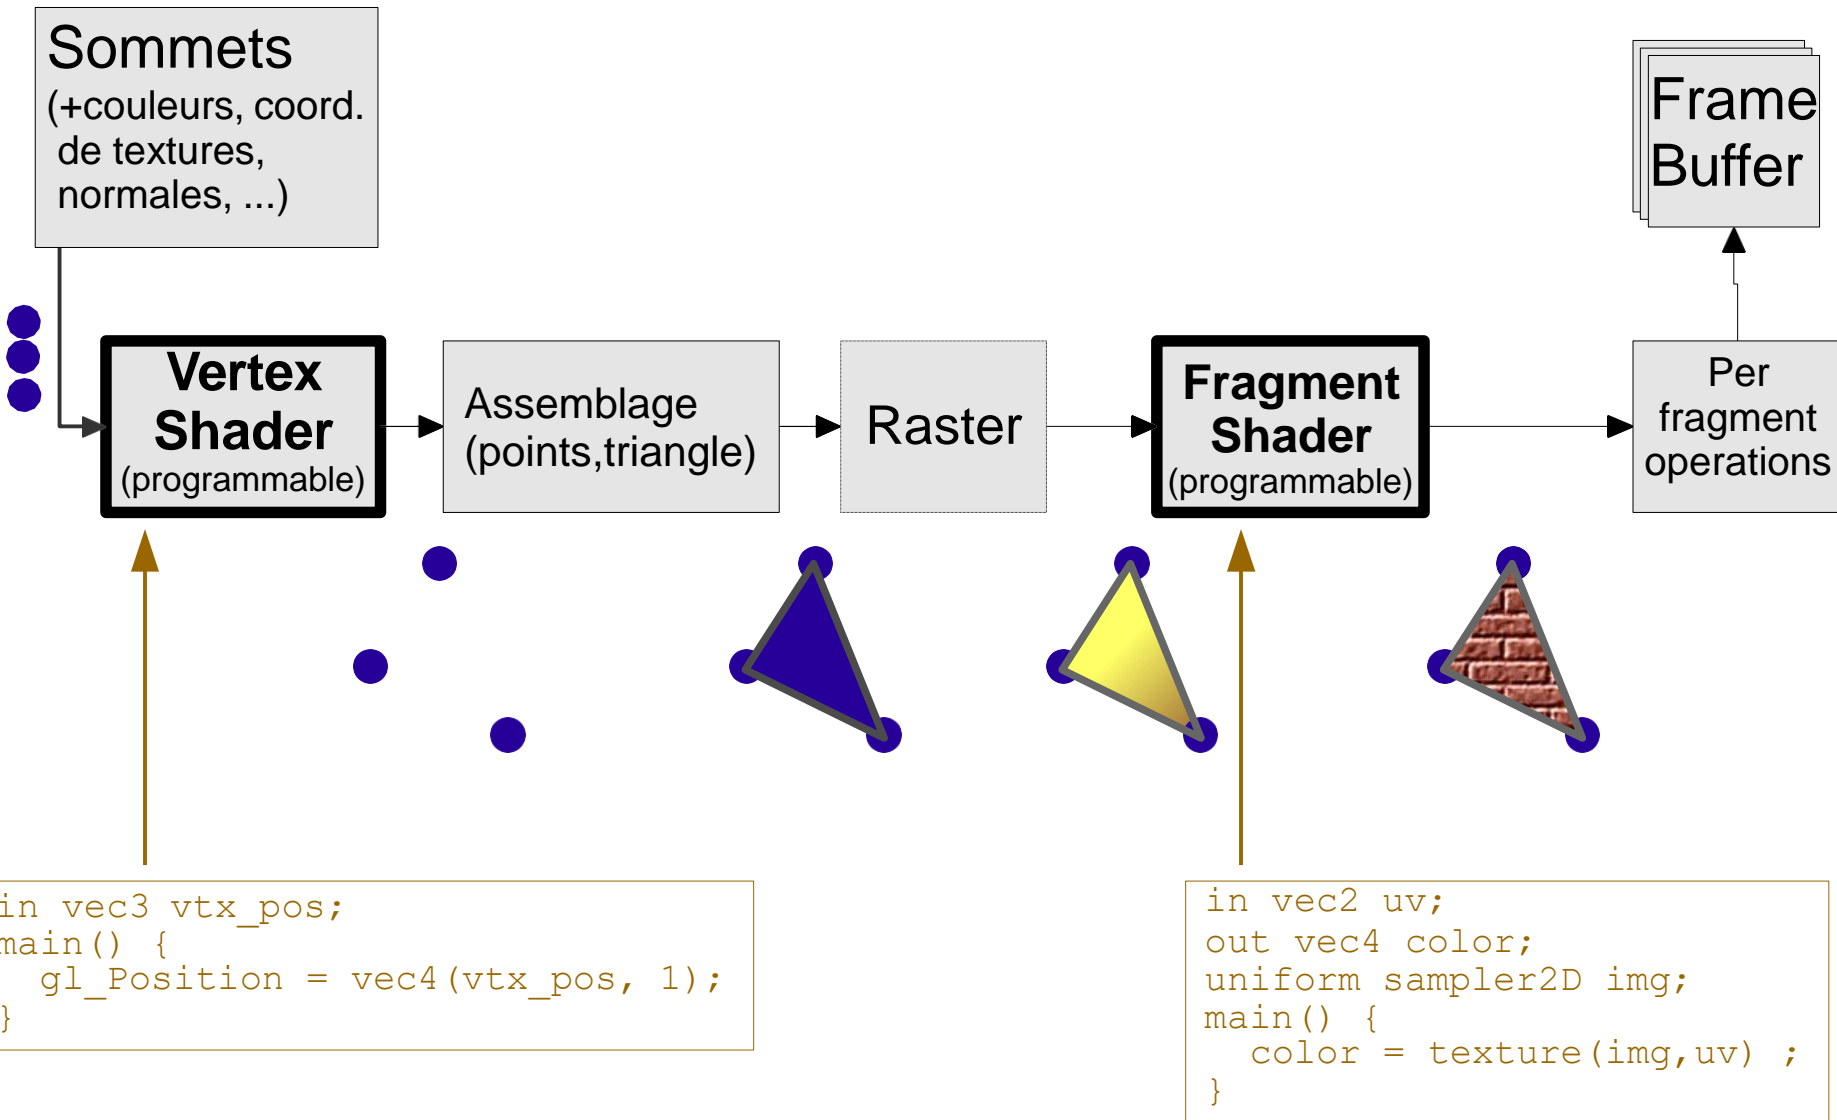 Sommets
(+couleurs, coord.
de textures,
normales, ...)
Frame
Buffer
Vertex
Shader
(programmable)
Assemblage
(points,triangle)
Raster
Fragment
Shader
(programmable)
Per
fragment
operations
in vec3 vtx_pos;
main() {
gl_Position = vec4(vtx_pos, 1);
}
in vec2 uv;
out vec4 color;
uniform sampler2D img;
main() {
color = texture(img,uv) ;
}